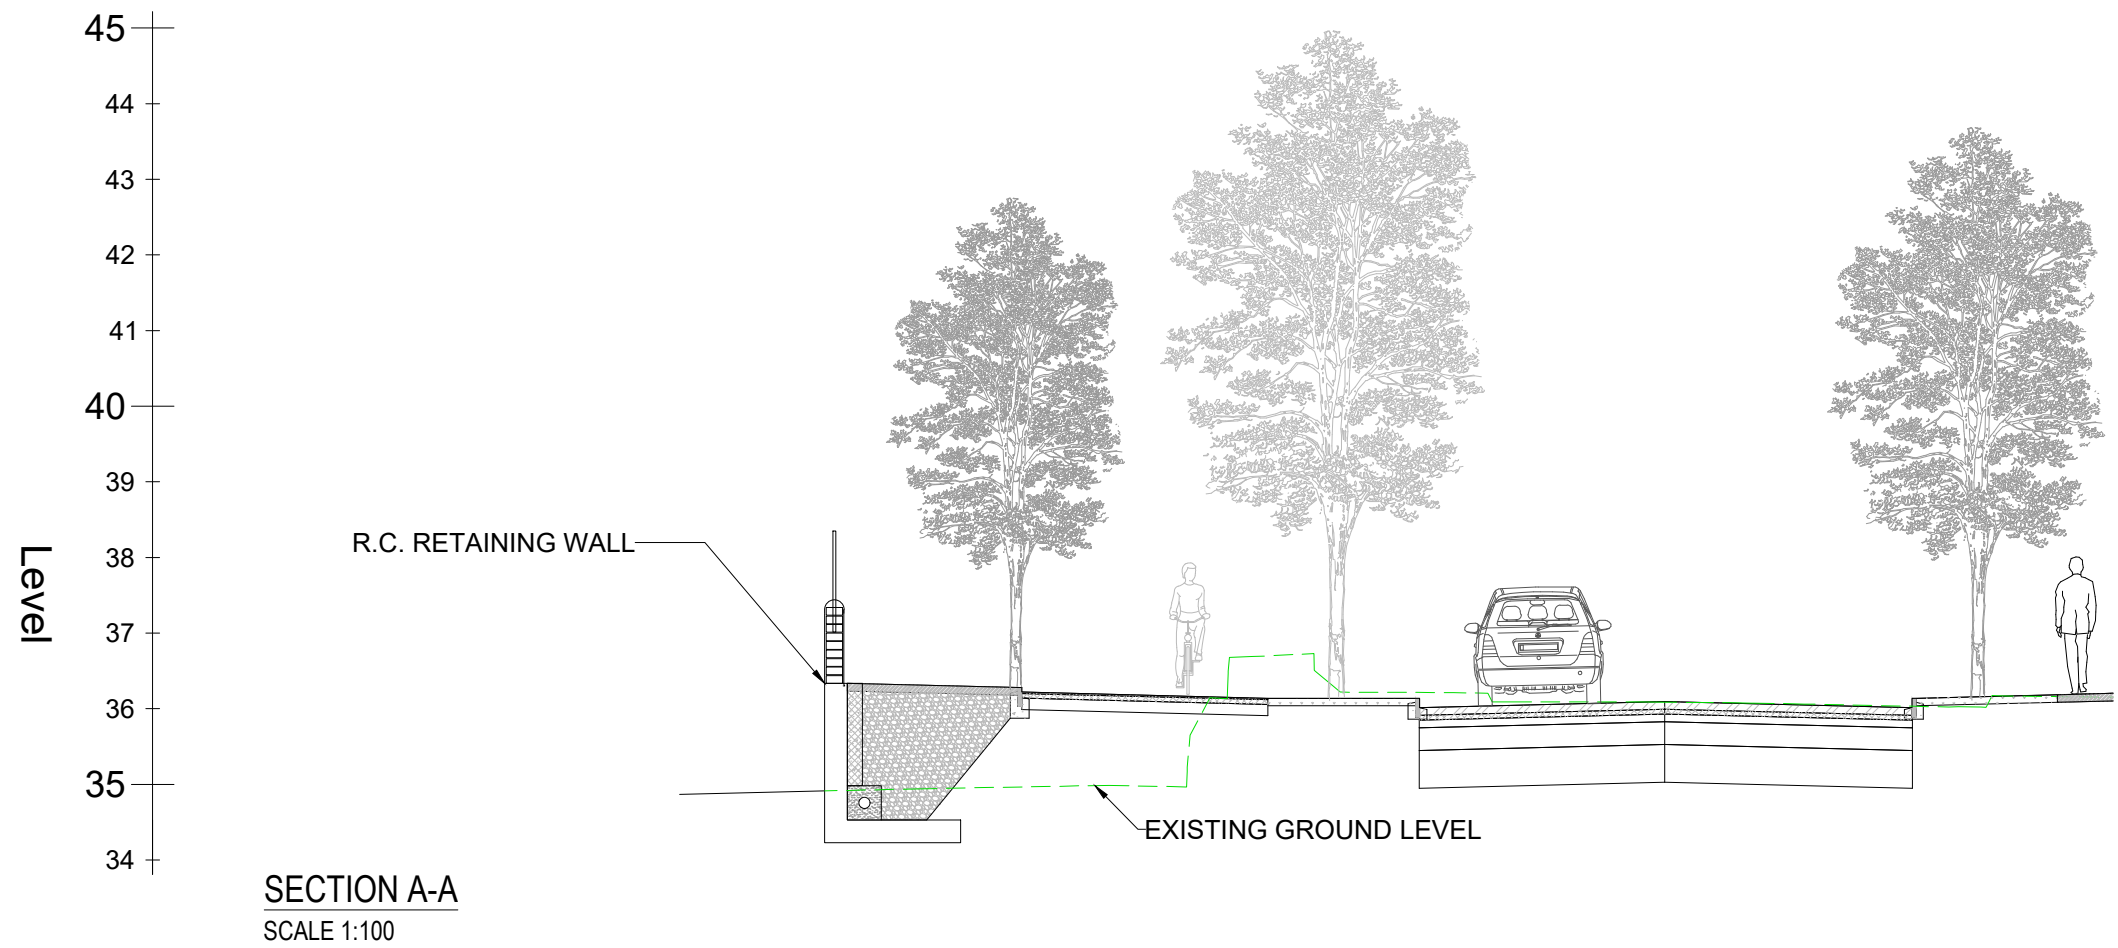 45
44
43
42
41
40
39
38
37
36
35
34
Level
R.C. RETAINING WALL
EXISTING GROUND LEVEL
SECTION A-A
SCALE 1:100